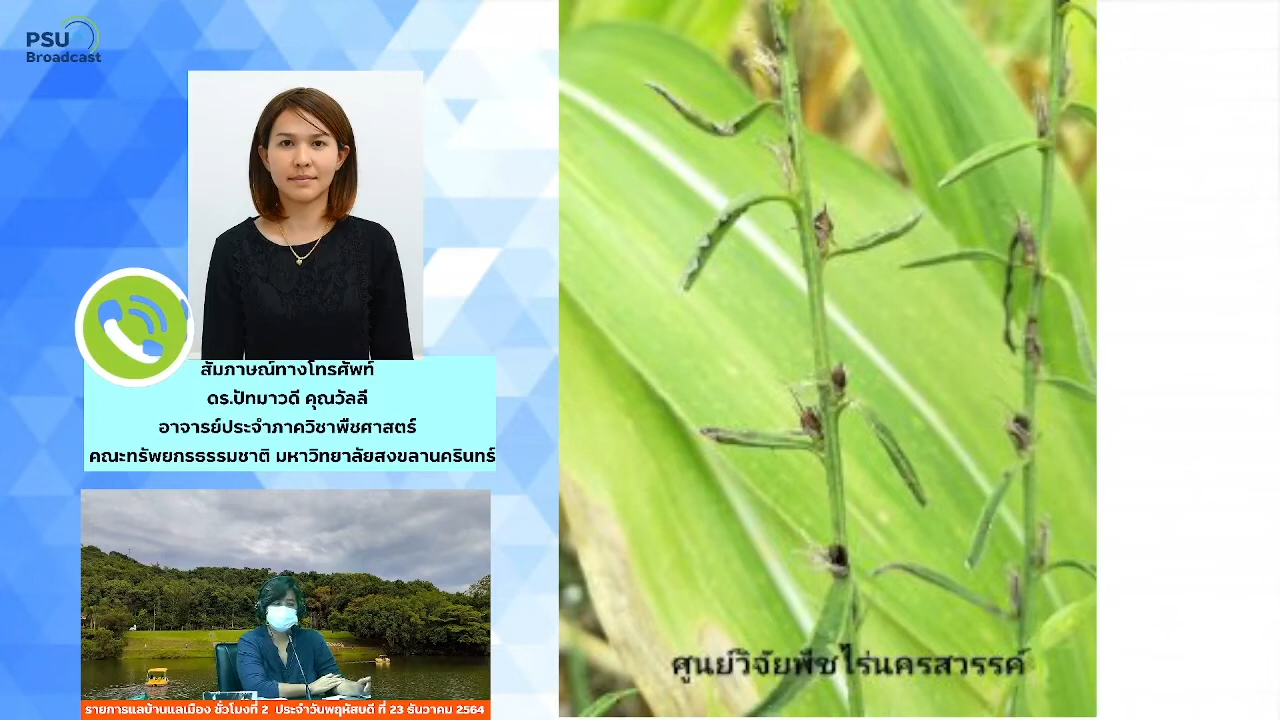 PSU
Broadcast
สัมภาษณ์ทางโทรศัพท์
ดร.ปัทมาวดี คุณวัลลี
อาจารย์ประจำภาควิชาพืชศาสตร์
คณะทรัพยกรธรรมชาติ มหาวิทยาลัยสงขลานครินทร์
ศูนย์วิจัยพืชไร่นครสวรรค์
รายการแลบ้านแลเมือง ชั่วโมงที่ 2 ประจำวันพฤหัสบดี ที่ 23 ธันวาคม 2564